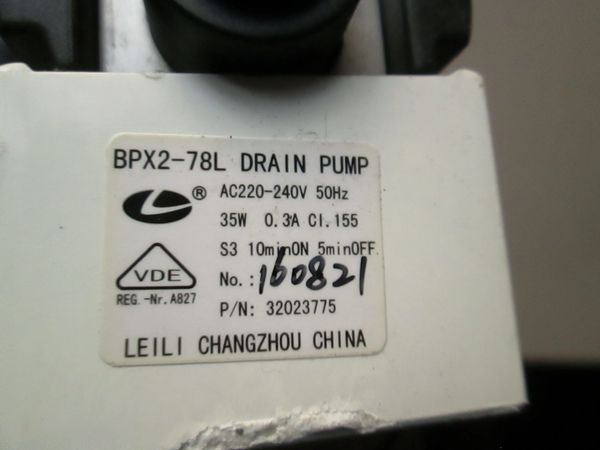 BPX2-78L DRAIN PUMP
® AC220-240V 50Hz
35W 0.3A Cl.155
S3 10minON 5minOFF.
VDE
No.:160821
REG.-Nr.A827
P/N: 32023775
LEILI CHANGZHOU CHINA